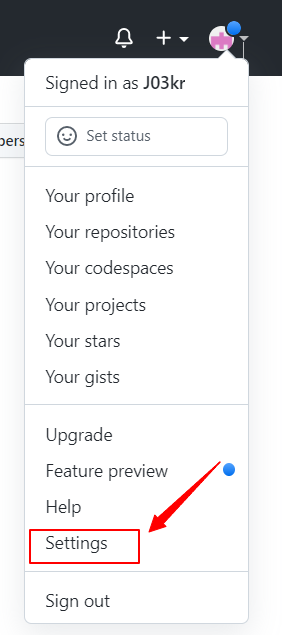 Signed in as J03kr
pers
Set status
Your profile
Your repositories
Your codespaces
Your projects
Your stars
Your gists
Upgrade
Feature preview
Help
Settings
Sign out